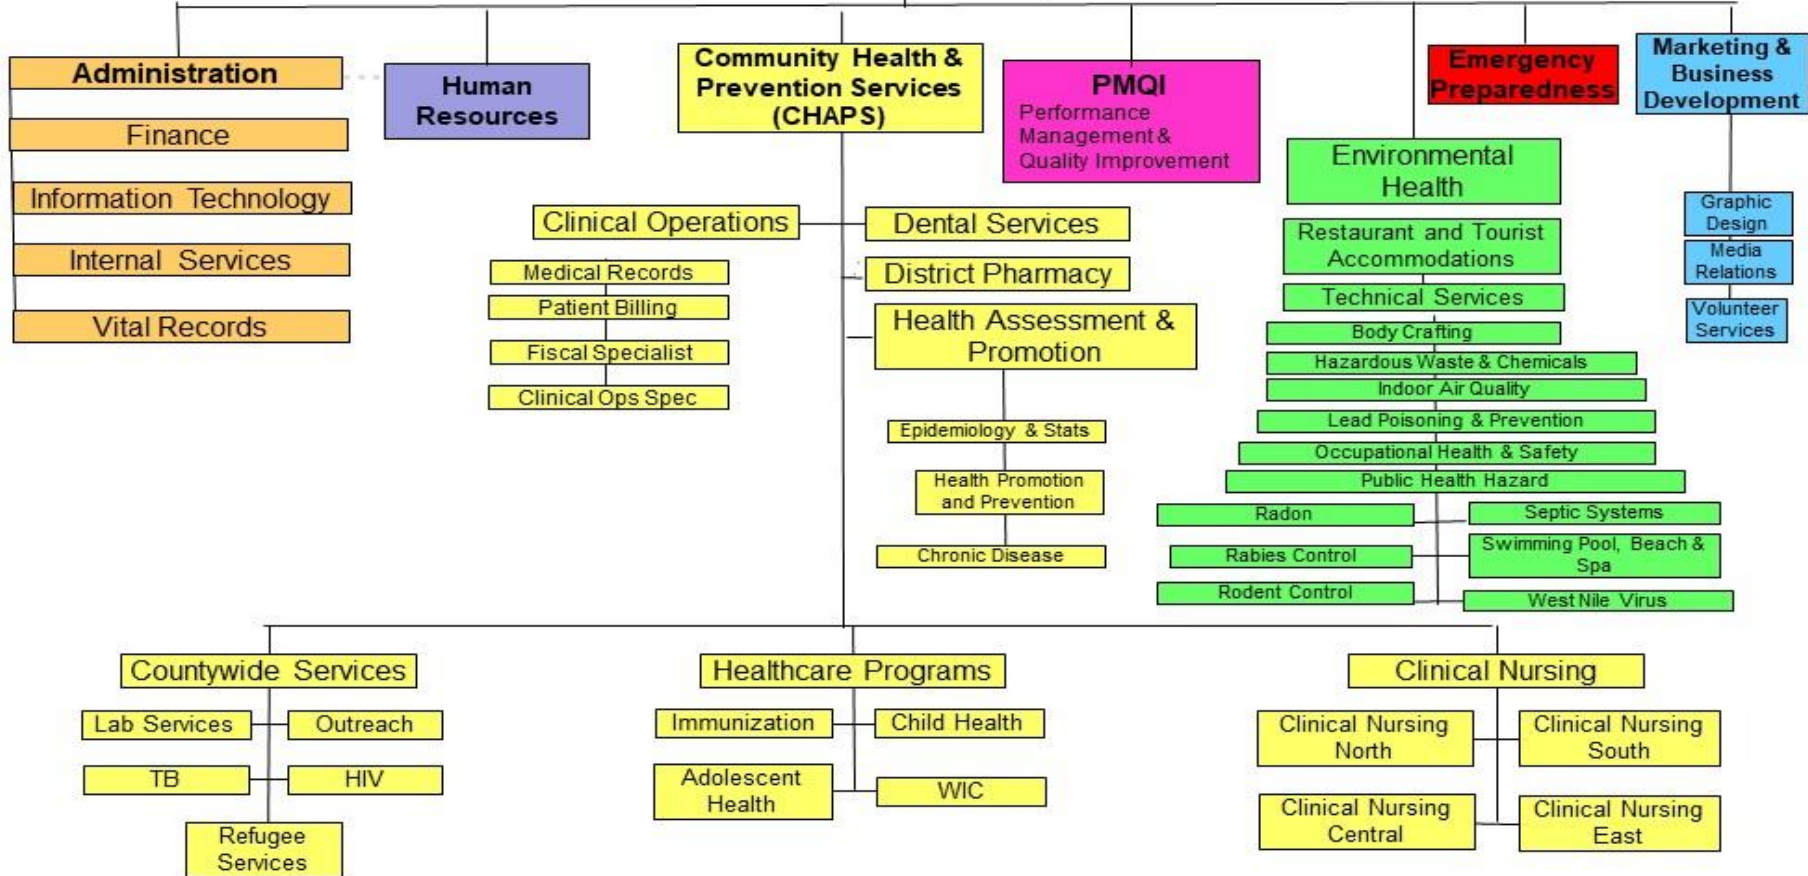 Administration
Finance
Information Technology
Internal Services
Vital Records
Human
Resources
Community Health &
Prevention Services
(CHAPS)
PMQI
Performance
Management &
Quality Improvement
Emergency
Preparedness
Marketing &
Business
Development
Graphic
Design
Media
Relations
Volunteer
Services
Clinical Operations
Medical Records
Patient Billing
Fiscal Specialist
Clinical Ops Spec
Dental Services
District Pharmacy
Health Assessment &
Promotion
Epidemiology & Stats
Health Promotion
and Prevention
Chronic Disease
Environmental
Health
Restaurant and Tourist
Accommodations
Technical Services
Body Crafting
Hazardous Waste & Chemicals
Indoor Air Quality
Lead Poisoning & Prevention
Occupational Health & Safety
Public Health Hazard
Radon
Septic Systems
Rabies Control
Swimming Pool, Beach &
Spa
Rodent Control
West Nile Virus
Countywide Services
Lab Services
Outreach
TB
HIV
Refugee
Services
Healthcare Programs
Immunization
Child Health
Adolescent
Health
WIC
Clinical Nursing
Clinical Nursing
North
Clinical Nursing
South
Clinical Nursing
Central
Clinical Nursing
East